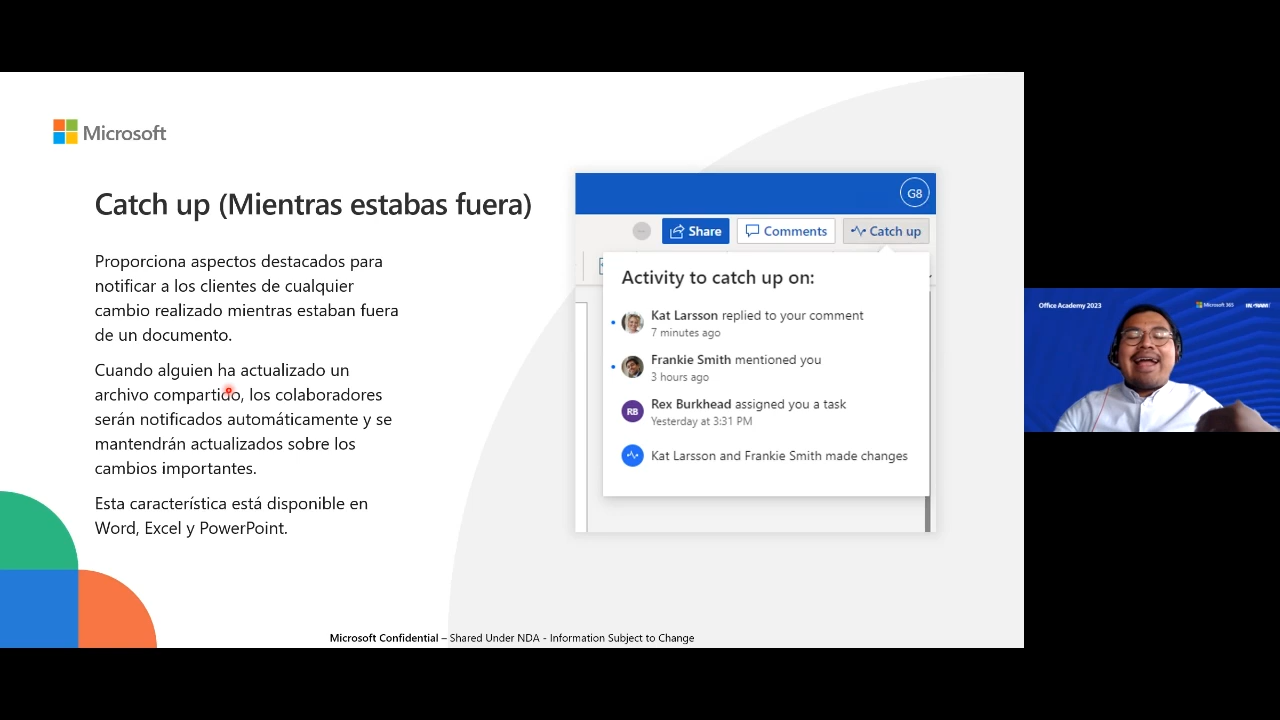 Microsoft
Catch up (Mientras estabas fuera)
Proporciona aspectos destacados para
notificar a los clientes de cualquier
cambio realizado mientras estaban fuera
de un documento.
Cuando alguien ha actualizado un
archivo compartido, los colaboradores
serán notificados automáticamente y se
mantendrán actualizados sobre los
cambios importantes.
Esta característica está disponible en
Word, Excel y PowerPoint.
G8
Share
Comments
Catch up
Activity to catch up on:
Kat Larsson replied to your comment
7 minutes ago
Frankie Smith mentioned you
3 hours ago
RB
Rex Burkhead assigned you a task
Yesterday at 3:31 PM
Kat Larsson and Frankie Smith made changes
Microsoft Confidential – Shared Under NDA - Information Subject to Change
Office Academy 2023
Microsoft 365